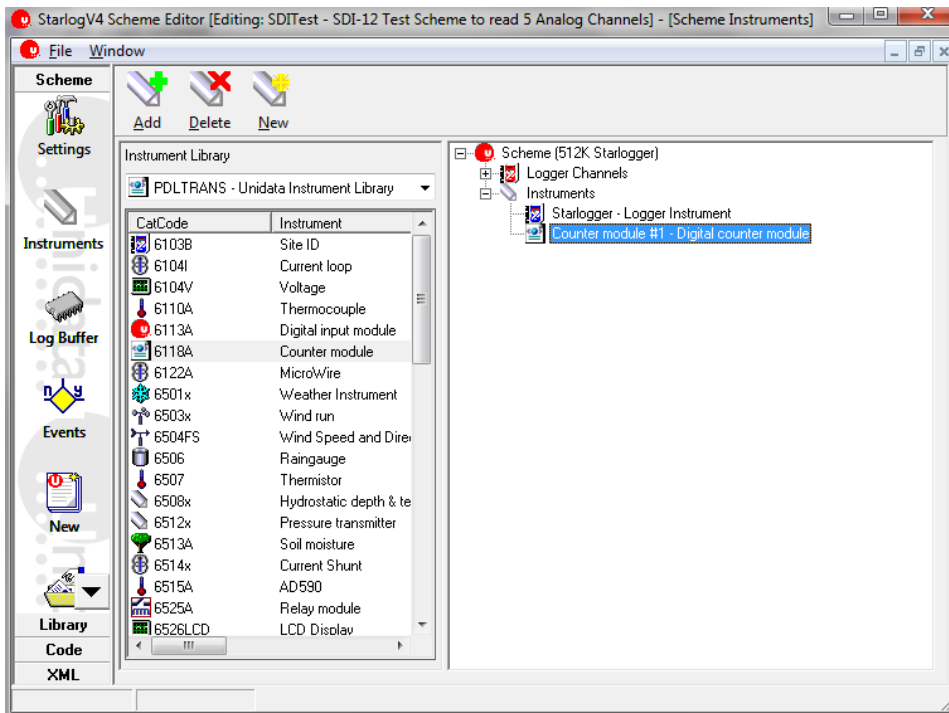 StarlogV4 Scheme Editor [Editing: SDITest - SDI-12 Test Scheme to read 5 Analog Channels] - [Scheme Instruments]
File Window
Scheme
Settings
Instruments
Log Buffer
Events
New
Library
Code
XML
Add Delete New
Instrument Library
PDLTRANS - Unidata Instrument Library
CatCode Instrument
6103B Site ID
6104I Current loop
6104V Voltage
6110A Thermocouple
6113A Digital input module
6118A Counter module
6122A MicroWire
6501x Weather Instrument
6503x Wind run
6504FS Wind Speed and Dire
6506 Raingauge
6507 Thermistor
6508x Hydrostatic depth & te
6512x Pressure transmitter
6513A Soil moisture
6514x Current Shunt
6515A AD590
6525A Relay module
6526LCD LCD Display
Scheme (512K Starlogger)
Logger Channels
Instruments
Starlogger - Logger Instrument
Counter module #1 - Digital counter module